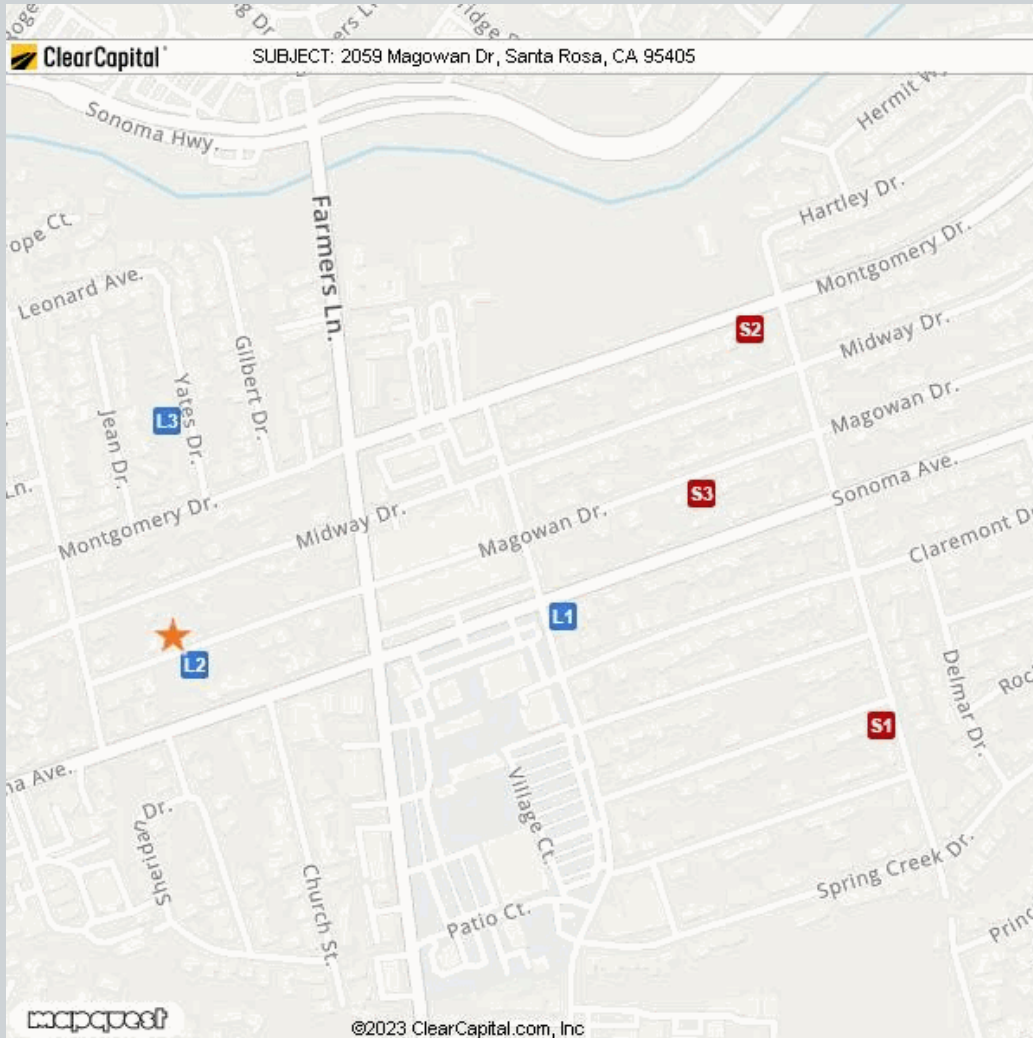 ClearCapital
SUBJECT: 2059 Magowan Dr, Santa Rosa, CA 95405
Sonoma Hwy.
Farmers Ln.
Hartley Dr.
Montgomery Dr.
Leonard Ave.
Gilbert Dr.
S2
Midway Dr.
Yates Dr.
Jean Dr.
L3
Magowan Dr.
Sonoma Ave.
S3
Montgomery Dr.
Midway Dr.
Magowan Dr.
Claremont D
L1
L2
Delmar Dr.
S1
Village Ct.
Sheridan Dr.
Church St.
Spring Creek Dr.
Patio Ct.
mapquest
©2023 ClearCapital.com, Inc